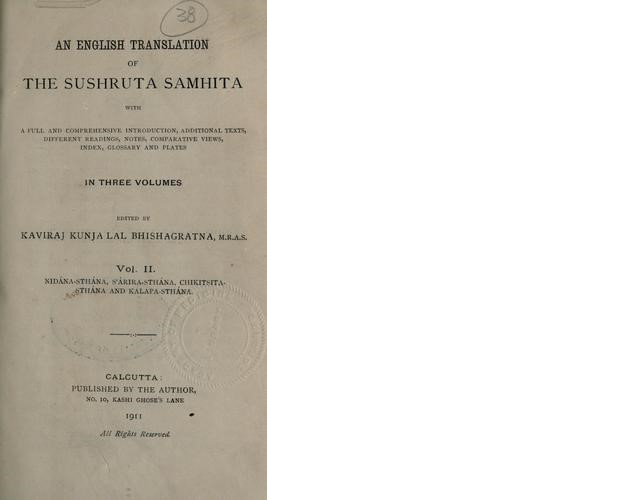 38
AN ENGLISH TRANSLATION
OF
THE SUSHRUTA SAMHITA
WITH
A FULL AND COMPREHENSIVE INTRODUCTION, ADDITIONAL TEXTS,
DIFFERENT READINGS, NOTES, COMPARATIVE VIEWS,
INDEX, GLOSSARY AND PLATES
IN THREE VOLUMES
EDITED BY
KAVIRAJ KUNJA LAL BHISHAGRATNA, M.R.A.S.
Vol. II.
NIDÁNA-STHÁNA, S'ÁRIRA-STHÁNA, CHIKITSITA-
STHÁNA AND KALAPA-STHÁNA.
CALCUTTA:
PUBLISHED BY THE AUTHOR,
NO. 10, KASHI GHOSE'S LANE
1911
All Rights Reserved.